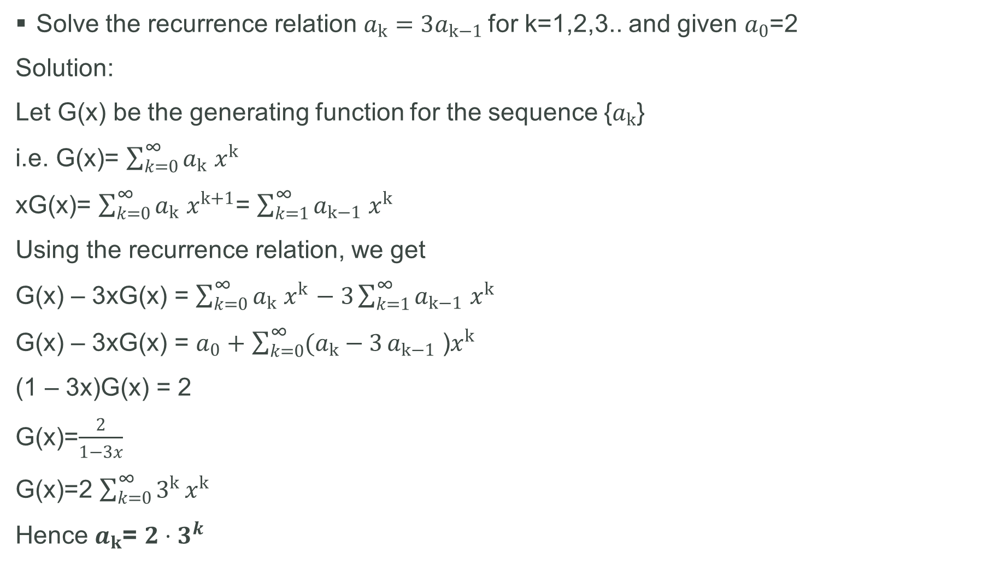 ▪ Solve the recurrence relation $a_{\mathrm{k}} = 3a_{\mathrm{k}-1}$ for k=1,2,3.. and given $a_0$=2
Solution:
Let G(x) be the generating function for the sequence {$a_{\mathrm{k}}$}
i.e. G(x)= $\sum_{k=0}^{\infty} a_{\mathrm{k}} x^{\mathrm{k}}$
xG(x)= $\sum_{k=0}^{\infty} a_{\mathrm{k}} x^{\mathrm{k}+1}$= $\sum_{k=1}^{\infty} a_{\mathrm{k}-1} x^{\mathrm{k}}$
Using the recurrence relation, we get
G(x) – 3xG(x) = $\sum_{k=0}^{\infty} a_{\mathrm{k}} x^{\mathrm{k}} - 3\sum_{k=1}^{\infty} a_{\mathrm{k}-1} x^{\mathrm{k}}$
G(x) – 3xG(x) = $a_0 + \sum_{k=0}^{\infty}(a_{\mathrm{k}} - 3 a_{\mathrm{k}-1})x^{\mathrm{k}}$
(1 – 3x)G(x) = 2
G(x)=$\frac{2}{1-3x}$
G(x)=2 $\sum_{k=0}^{\infty} 3^{\mathrm{k}} x^{\mathrm{k}}$
Hence $\boldsymbol{a_{\mathrm{k}}}$= $\boldsymbol{2 \cdot 3^k}$